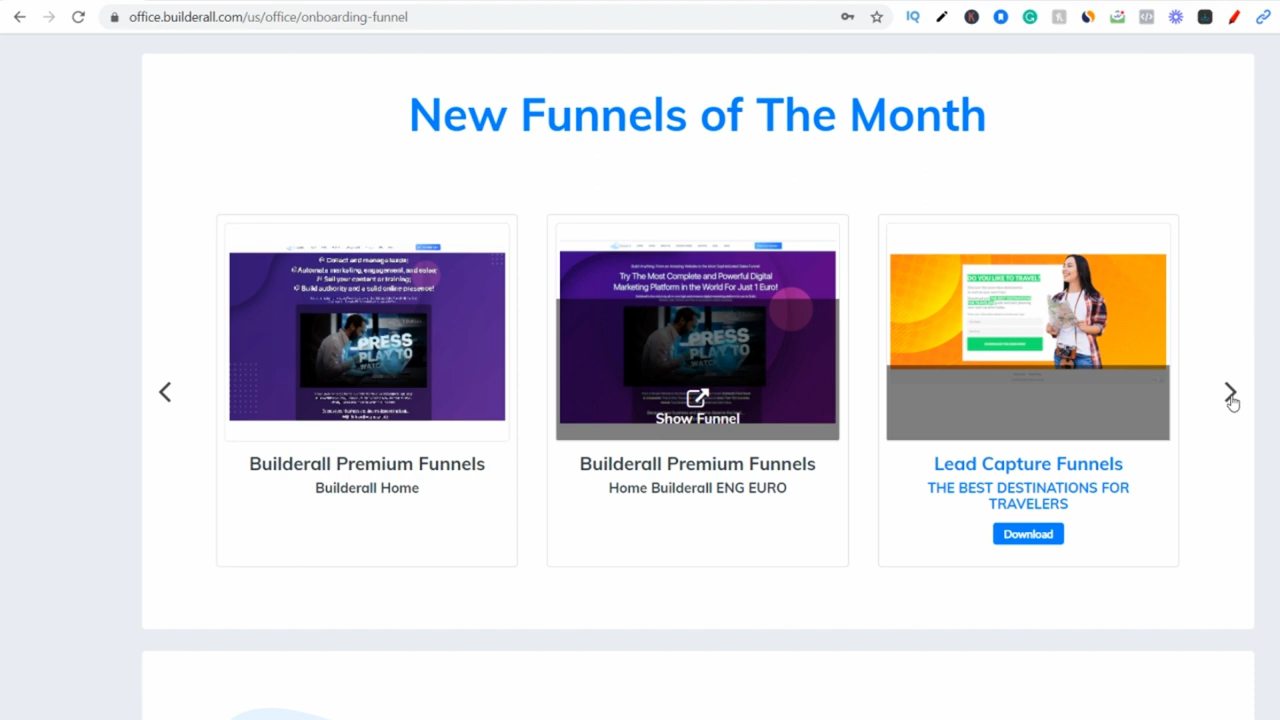 office.builderall.com/us/office/onboarding-funnel
New Funnels of The Month
Contact and manage leads;
Automate marketing, engagement, and sales;
Sell your content or training;
Build authority and a solid online presence!
PRESS
PLAY TO
WATCH
Builderall Premium Funnels
Builderall Home
Try The Most Complete and Powerful Digital
Marketing Platform in the World For Just 1 Euro!
PRESS
PLAY TO
WATCH
Show Funnel
Builderall Premium Funnels
Home Builderall ENG EURO
DO YOU LIKE TO TRAVEL?
Lead Capture Funnels
THE BEST DESTINATIONS FOR
TRAVELERS
Download